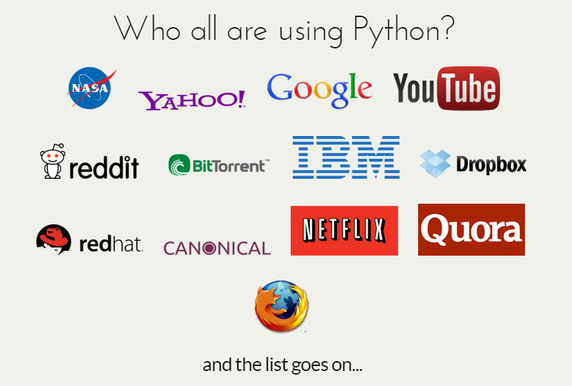 Who all are using Python?
NASA YAHOO! Google YouTube
reddit BitTorrent™ IBM Dropbox
redhat. CANONICAL NETFLIX Quora
and the list goes on...